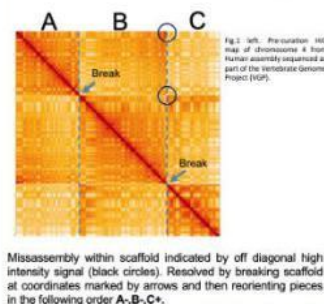 A B C
Fig.1 left. Pre-curation HiC
map of chromosome 4 from
Human assembly sequenced as
part of the Vertebrate Genome
Project (VGP).
Break
Break
Missassembly within scaffold indicated by off diagonal high
intensity signal (black circles). Resolved by breaking scaffold
at coordinates marked by arrows and then reorienting pieces
in the following order A-,B-,C+.